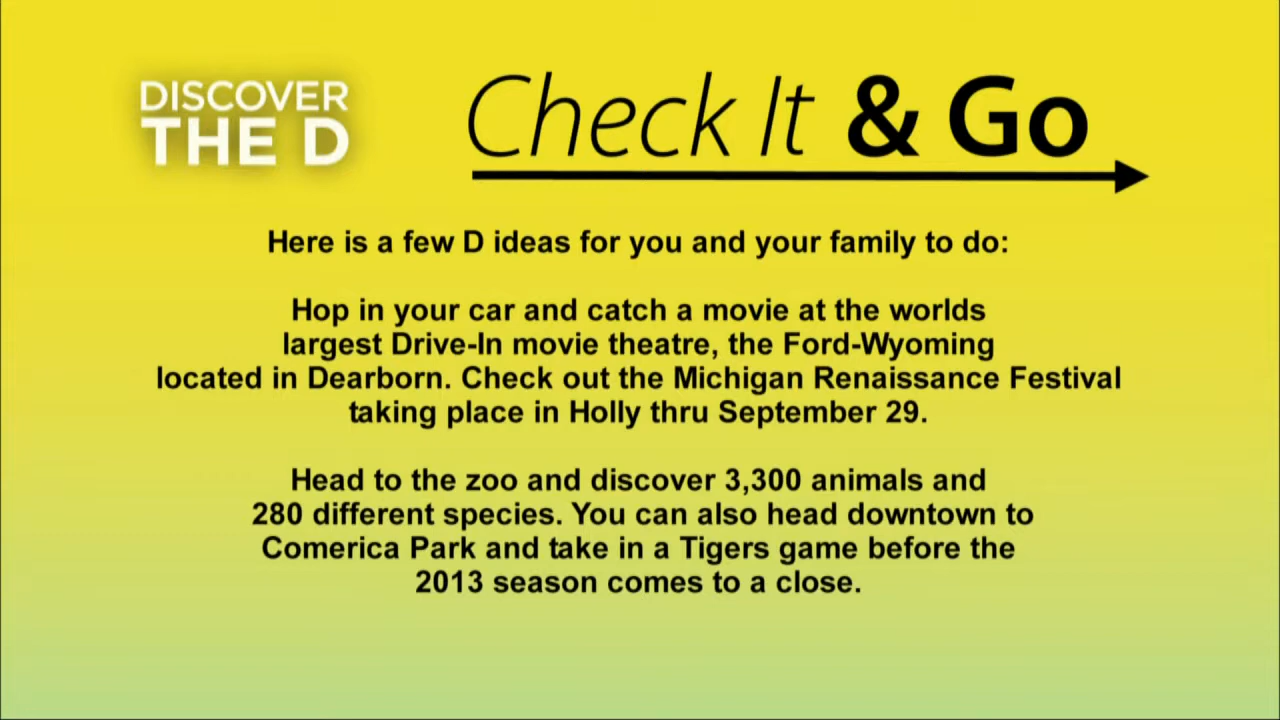 DISCOVER
THE D
Check It & Go
Here is a few D ideas for you and your family to do:
Hop in your car and catch a movie at the worlds
largest Drive-In movie theatre, the Ford-Wyoming
located in Dearborn. Check out the Michigan Renaissance Festival
taking place in Holly thru September 29.
Head to the zoo and discover 3,300 animals and
280 different species. You can also head downtown to
Comerica Park and take in a Tigers game before the
2013 season comes to a close.